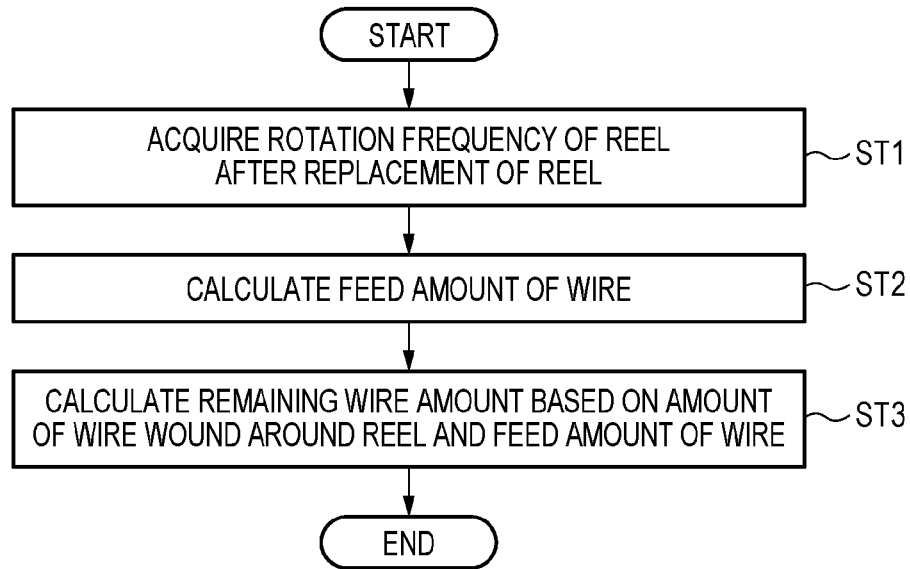 START
ACQUIRE ROTATION FREQUENCY OF REEL
AFTER REPLACEMENT OF REEL
ST1
CALCULATE FEED AMOUNT OF WIRE
ST2
CALCULATE REMAINING WIRE AMOUNT BASED ON AMOUNT
OF WIRE WOUND AROUND REEL AND FEED AMOUNT OF WIRE
ST3
END